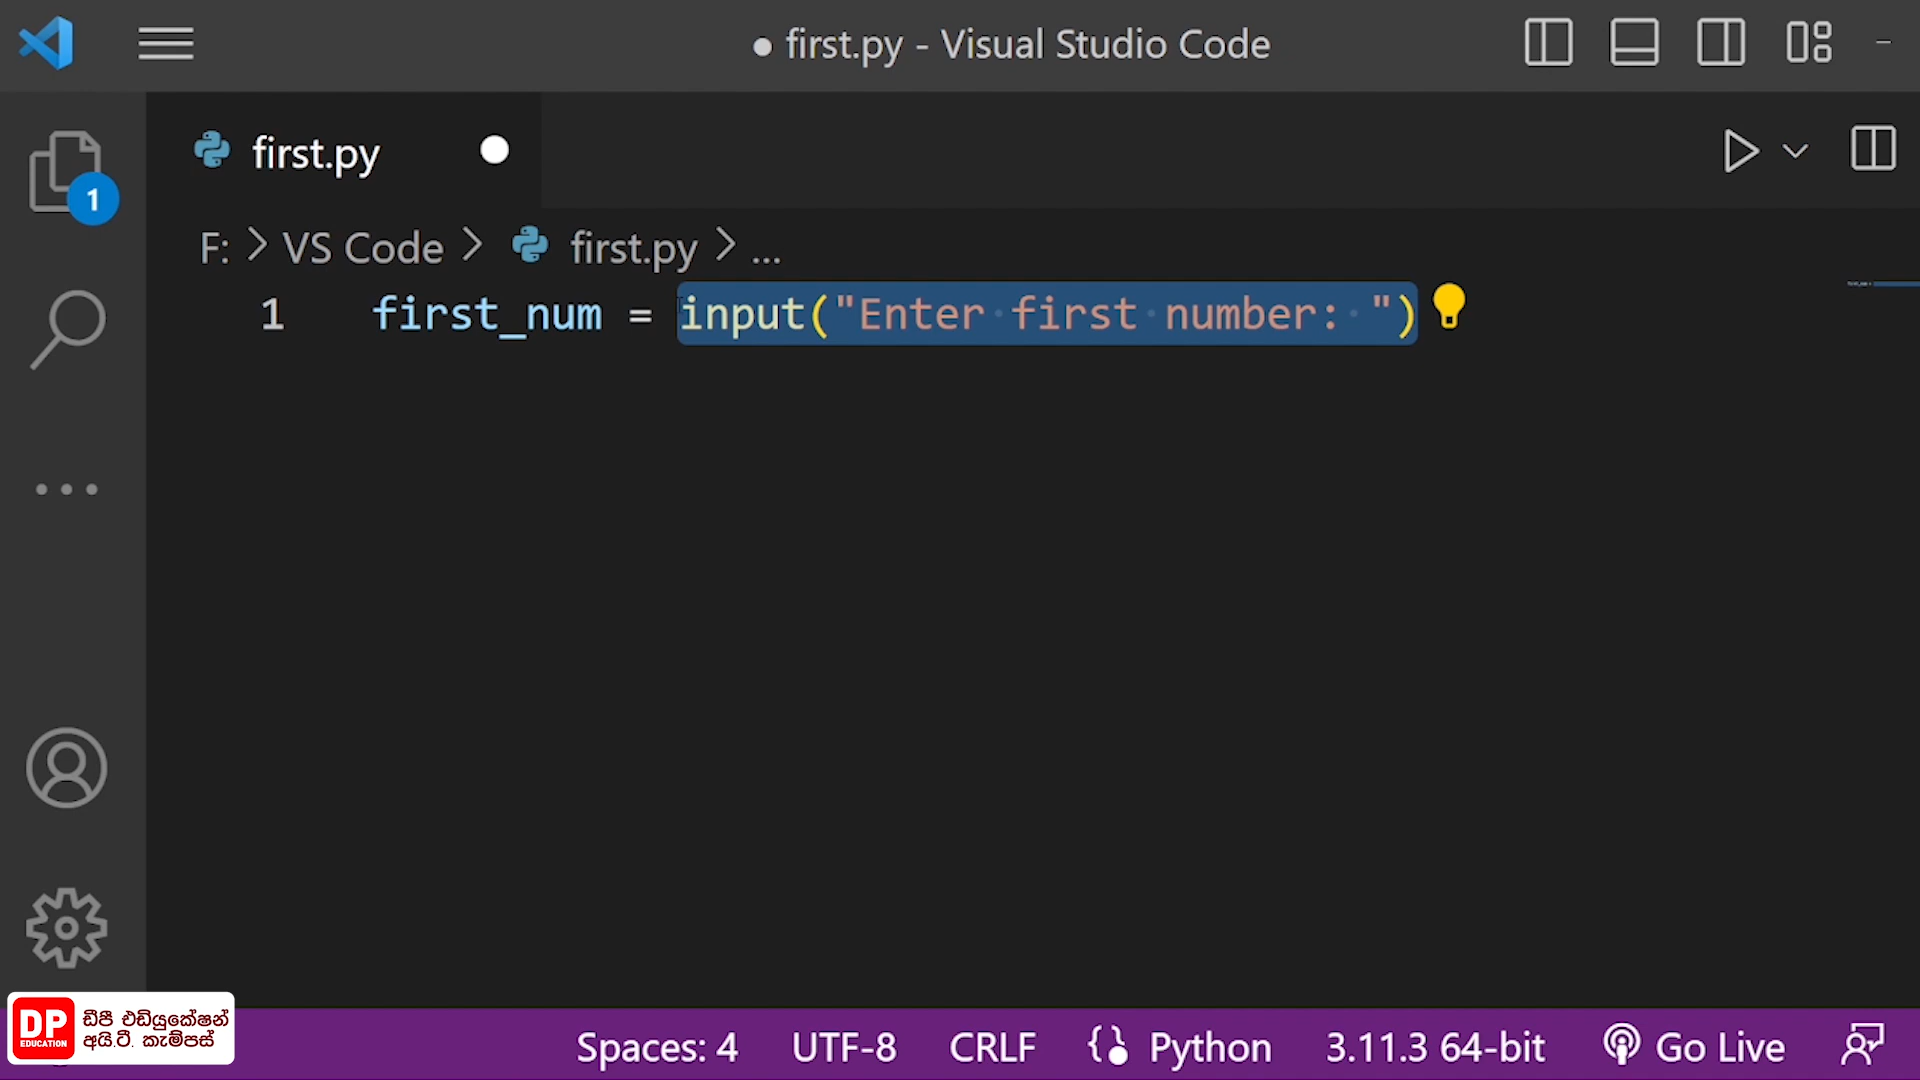 ● first.py - Visual Studio Code
first.py
1
F: > VS Code > first.py > ...
1 first_num = input("Enter first number: ")
DP
EDUCATION
ඩීපී එඩියුකේෂන්
අයි.ටී. කැම්පස්
Spaces: 4 UTF-8 CRLF Python 3.11.3 64-bit Go Live